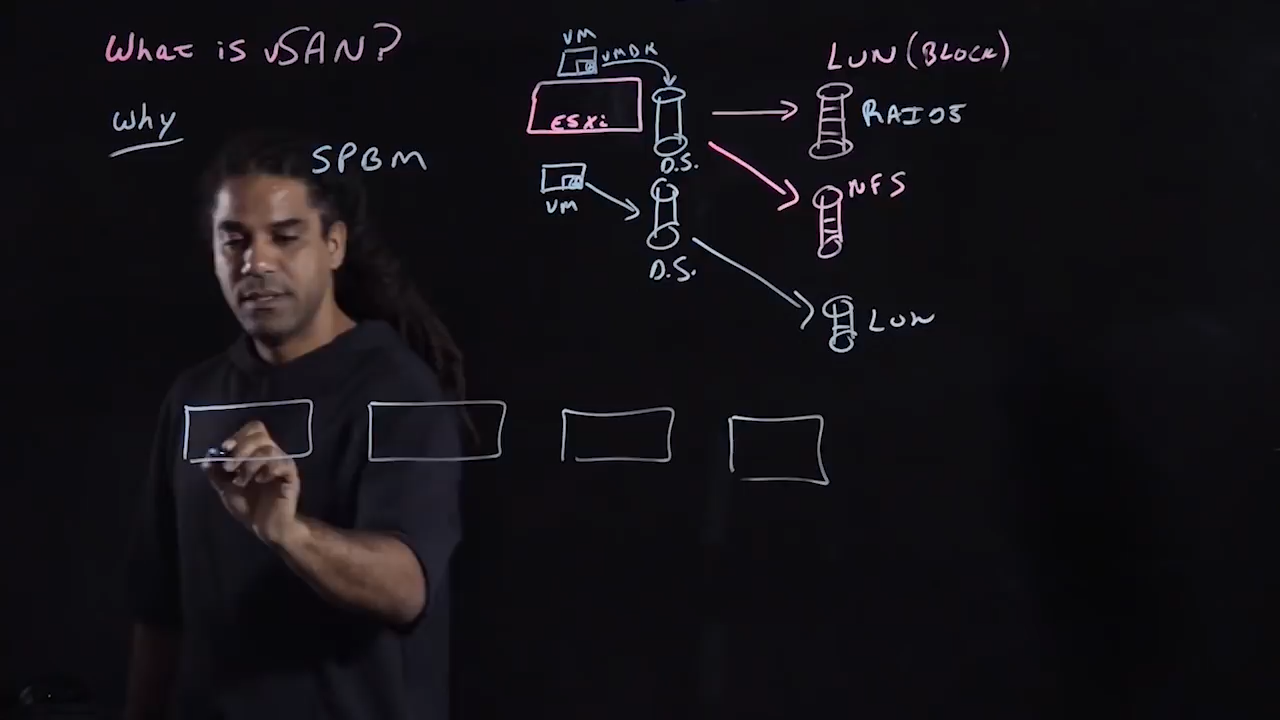 What is vSAN?
Why
SPBM
VM
VMDK
ESXi
D.S.
VM
D.S.
LUN (BLOCK)
RAID5
NFS
LUN